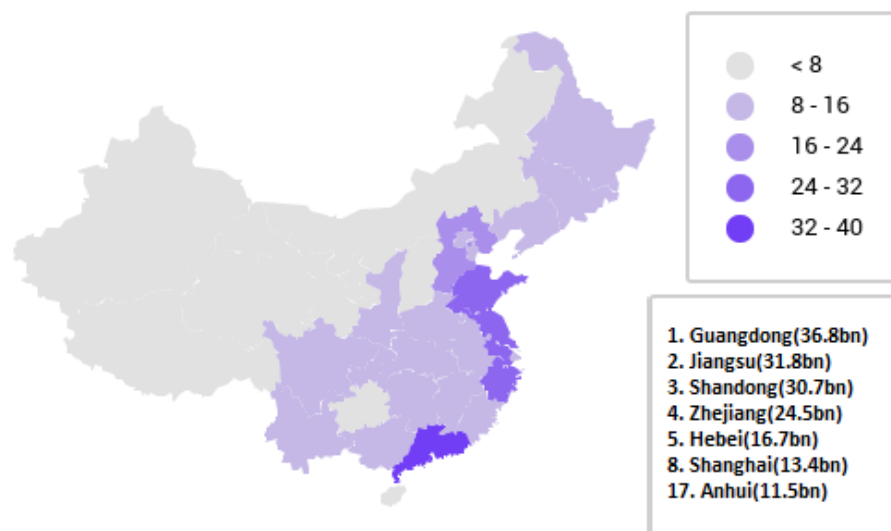 < 8
8 - 16
16 - 24
24 - 32
32 - 40
1. Guangdong(36.8bn)
2. Jiangsu(31.8bn)
3. Shandong(30.7bn)
4. Zhejiang(24.5bn)
5. Hebei(16.7bn)
8. Shanghai(13.4bn)
17. Anhui(11.5bn)